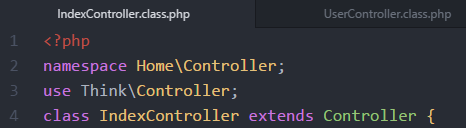 IndexController.class.php UserController.class.php
1 <?php
2 namespace Home\Controller;
3 use Think\Controller;
4 class IndexController extends Controller {